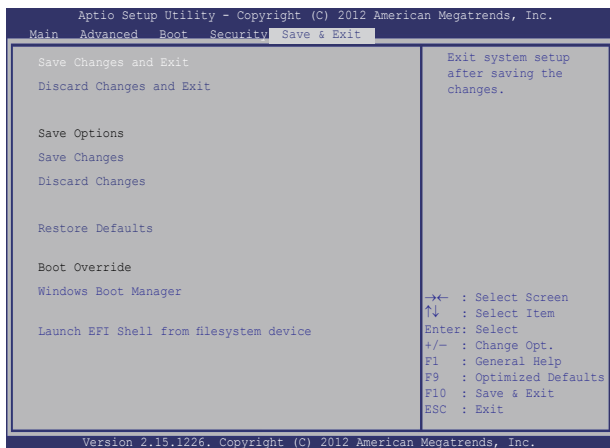 Aptio Setup Utility - Copyright (C) 2012 American Megatrends, Inc.
Main Advanced Boot Security Save & Exit
Save Changes and Exit
Discard Changes and Exit
Save Options
Save Changes
Discard Changes
Restore Defaults
Boot Override
Windows Boot Manager
Launch EFI Shell from filesystem device
Exit system setup
after saving the
changes.
→← : Select Screen
↑↓ : Select Item
Enter: Select
+/— : Change Opt.
F1 : General Help
F9 : Optimized Defaults
F10 : Save & Exit
ESC : Exit
Version 2.15.1226. Copyright (C) 2012 American Megatrends, Inc.